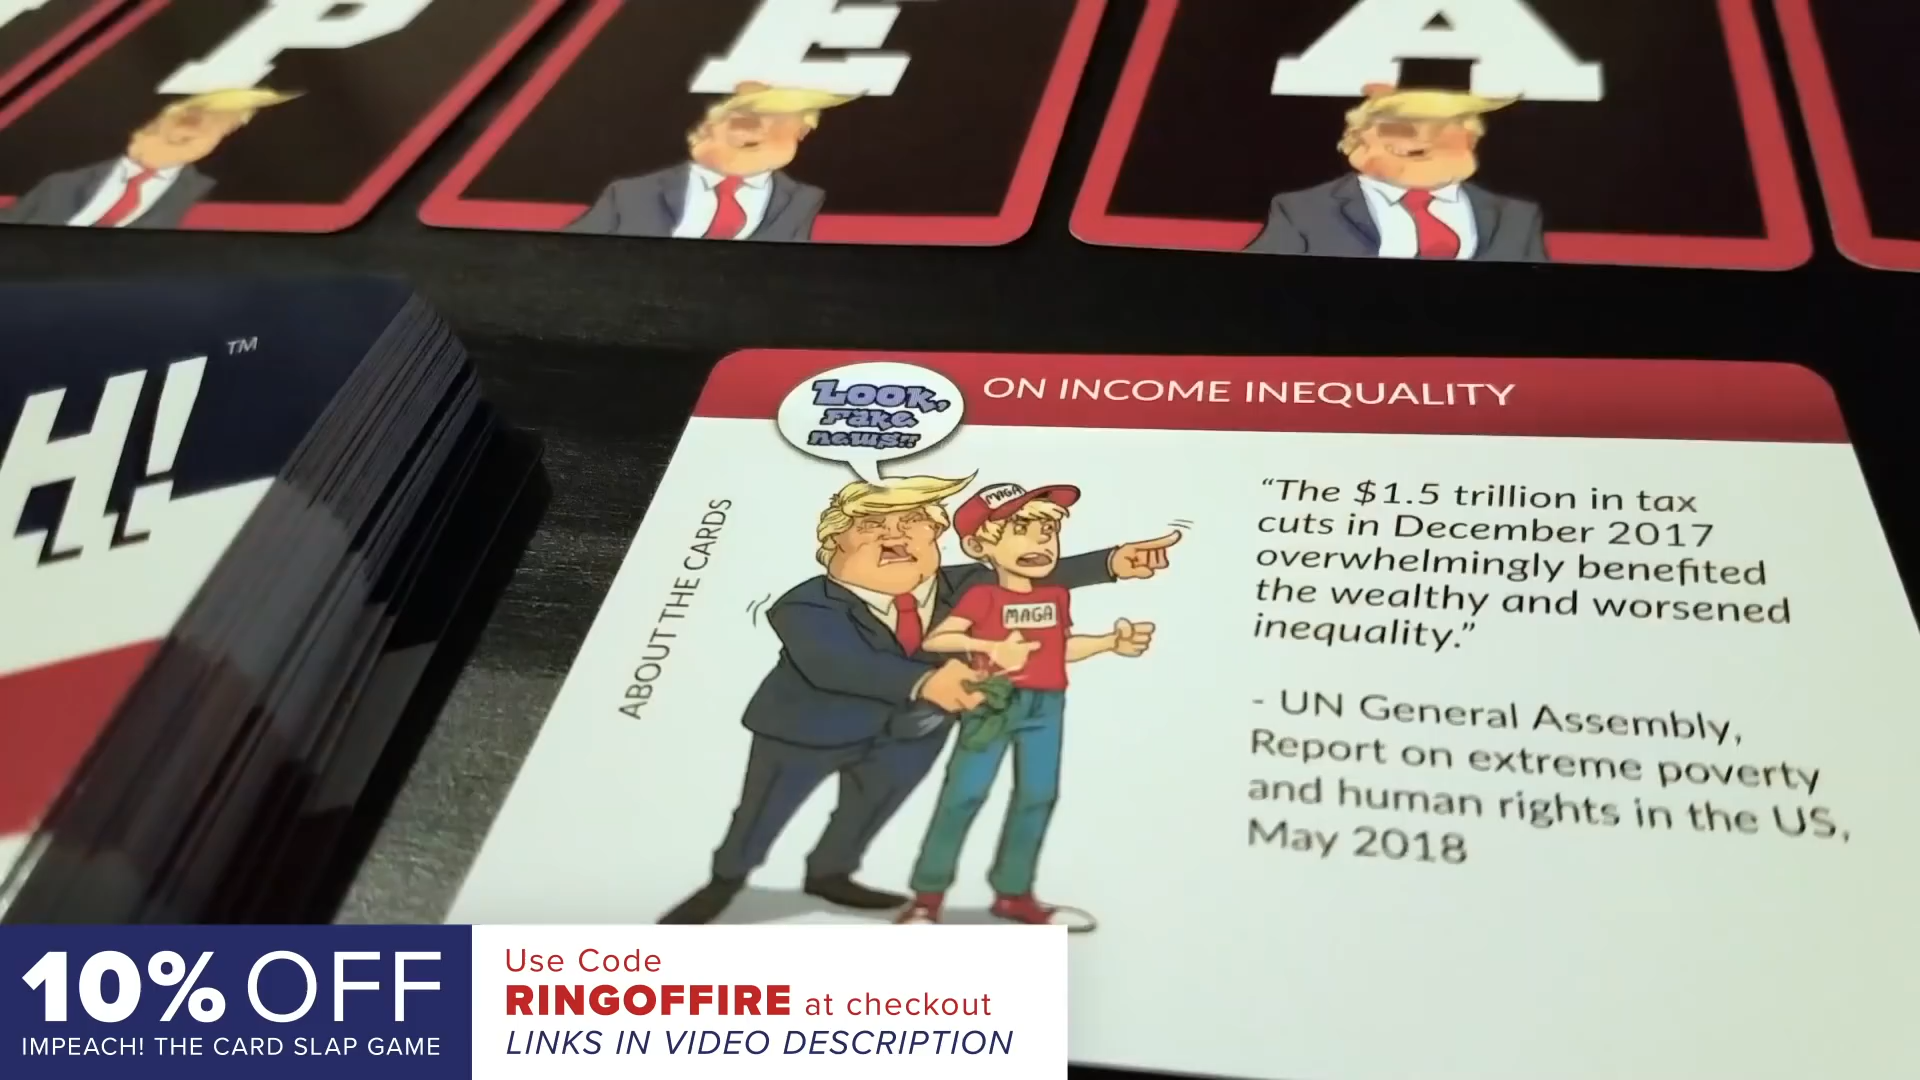 P
E
A
H!
TM
LOOK,
Fake
news!!
ON INCOME INEQUALITY
MAGA
MAGA
ABOUT THE CARDS
“The $1.5 trillion in tax
cuts in December 2017
overwhelmingly benefited
the wealthy and worsened
inequality.”
- UN General Assembly,
Report on extreme poverty
and human rights in the US,
May 2018
10% OFF
IMPEACH! THE CARD SLAP GAME
Use Code
RINGOFFIRE at checkout
LINKS IN VIDEO DESCRIPTION